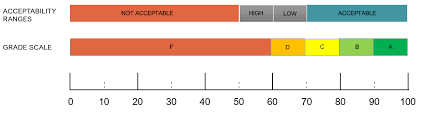 ACCEPTABILITY
RANGES
NOT ACCEPTABLE HIGH LOW ACCEPTABLE
GRADE SCALE F D C B A
0 10 20 30 40 50 60 70 80 90 100